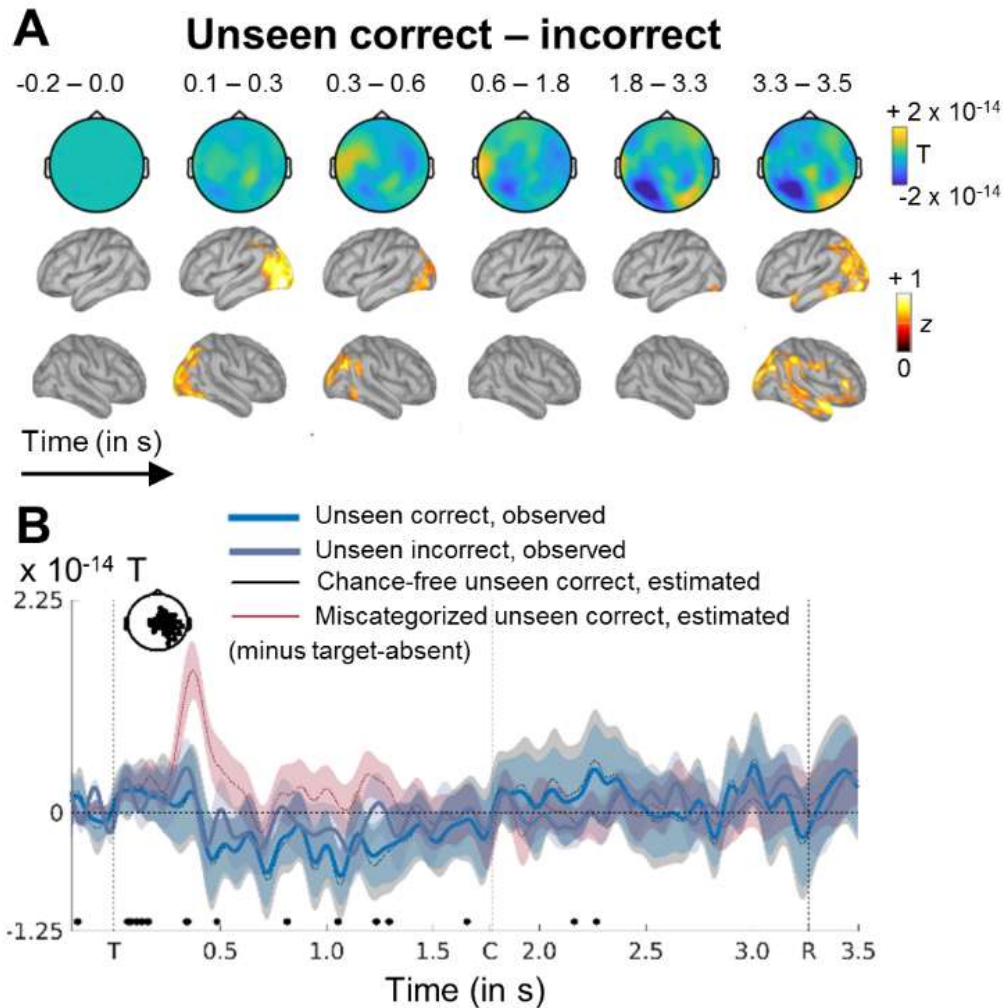 A Unseen correct – incorrect
-0.2 – 0.0 0.1 – 0.3 0.3 – 0.6 0.6 – 1.8 1.8 – 3.3 3.3 – 3.5
+ 2 x 10⁻¹⁴
T
-2 x 10⁻¹⁴
+ 1
z
0
Time (in s)
B
Unseen correct, observed
Unseen incorrect, observed
Chance-free unseen correct, estimated
Miscategorized unseen correct, estimated
(minus target-absent)
x 10⁻¹⁴ T
2.25
0
-1.25
T 0.5 1.0 1.5 C 2.0 2.5 3.0 R 3.5
Time (in s)